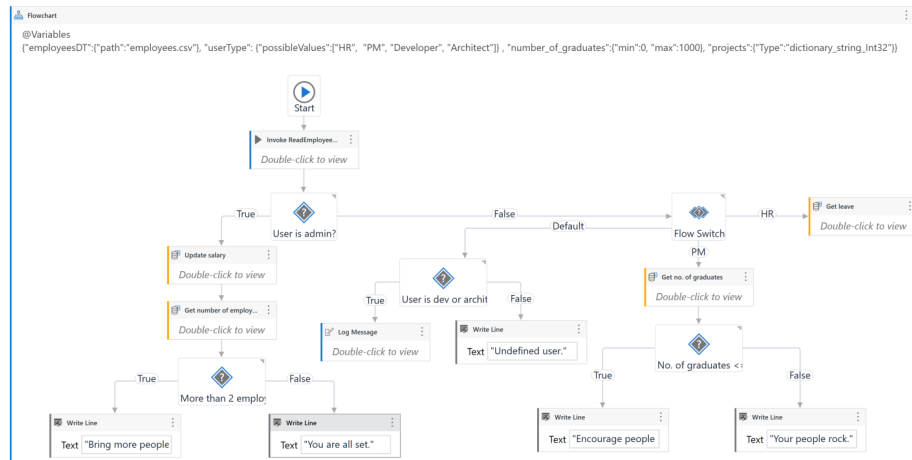 Flowchart
@Variables
{"employeesDT":{"path":"employees.csv"}, "userType": {"possibleValues":["HR", "PM", "Developer", "Architect"]} , "number_of_graduates":{"min":0, "max":1000}, "projects":{"Type":"dictionary_string_Int32"}}
Start
Invoke ReadEmployee...
Double-click to view
True
User is admin?
False
Flow Switch
HR
Get leave
Double-click to view
Default
PM
Update salary
Double-click to view
Get number of employ...
Double-click to view
True
User is dev or archit
False
Get no. of graduates
Double-click to view
Log Message
Double-click to view
Write Line
Text "Undefined user."
True
More than 2 employ
False
True
No. of graduates <
False
Write Line
Text "Bring more people
Write Line
Text "You are all set."
Write Line
Text "Encourage people
Write Line
Text "Your people rock."